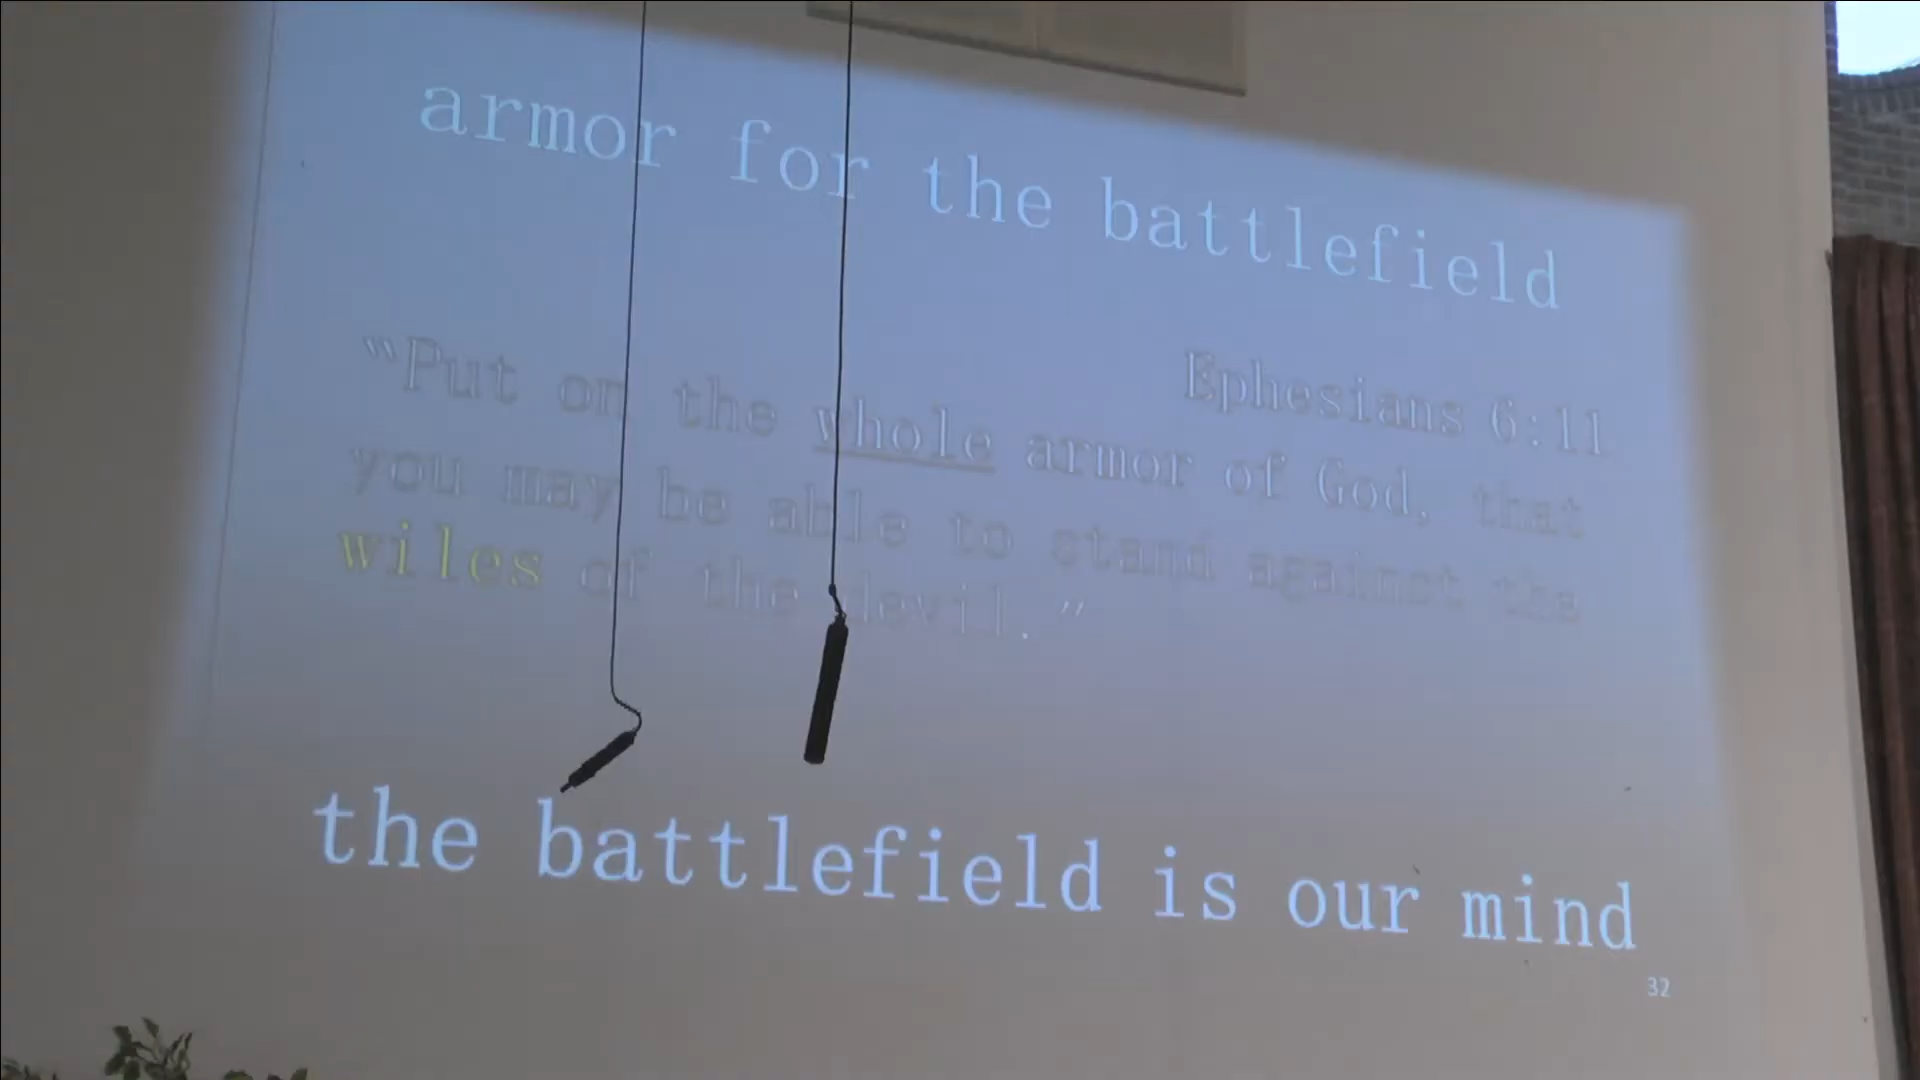 armor for the battlefield
Ephesians 6:11
“Put on the whole armor of God, that
you may be able to stand against the
wiles of the devil.”
the battlefield is our mind
32